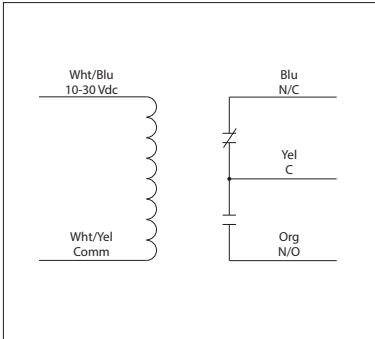 Wht/Blu
10-30 Vdc
Blu
N/C
Yel
C
Wht/Yel
Comm
Org
N/O